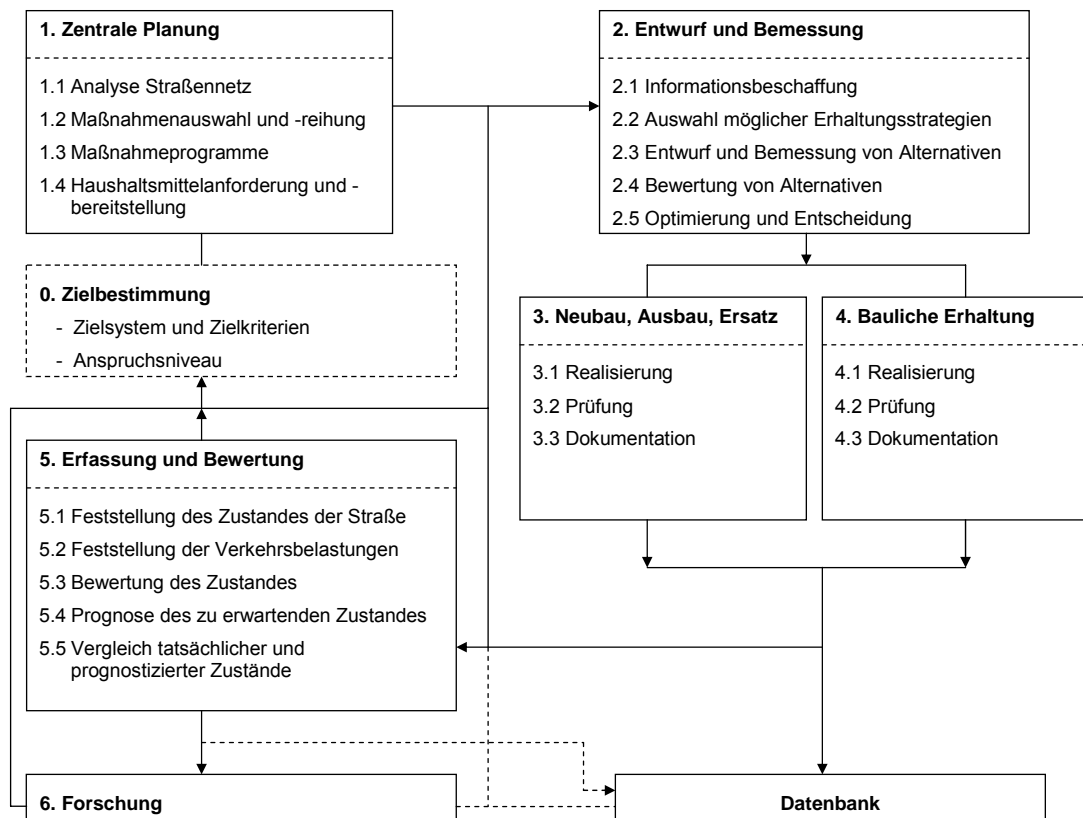 1. Zentrale Planung
1.1 Analyse Straßennetz
1.2 Maßnahmenauswahl und -reihung
1.3 Maßnahmeprogramme
1.4 Haushaltsmittelanforderung und -
bereitstellung
2. Entwurf und Bemessung
2.1 Informationsbeschaffung
2.2 Auswahl möglicher Erhaltungsstrategien
2.3 Entwurf und Bemessung von Alternativen
2.4 Bewertung von Alternativen
2.5 Optimierung und Entscheidung
0. Zielbestimmung
- Zielsystem und Zielkriterien
- Anspruchsniveau
3. Neubau, Ausbau, Ersatz
3.1 Realisierung
3.2 Prüfung
3.3 Dokumentation
4. Bauliche Erhaltung
4.1 Realisierung
4.2 Prüfung
4.3 Dokumentation
5. Erfassung und Bewertung
5.1 Feststellung des Zustandes der Straße
5.2 Feststellung der Verkehrsbelastungen
5.3 Bewertung des Zustandes
5.4 Prognose des zu erwartenden Zustandes
5.5 Vergleich tatsächlicher und
prognostizierter Zustände
6. Forschung
Datenbank